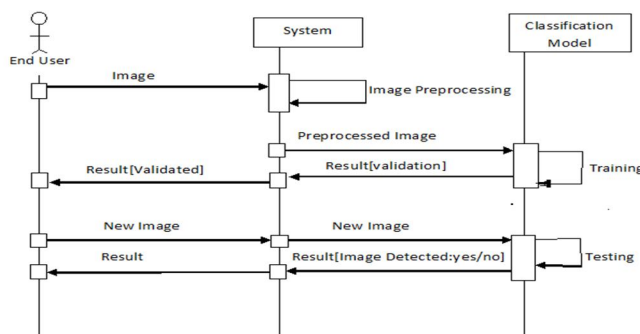 System
Classification
Model
End User
Image
Image Preprocessing
Preprocessed Image
Result[Validated]
Result[validation]
Training
New Image
New Image
Result
Result[Image Detected:yes/no]
Testing